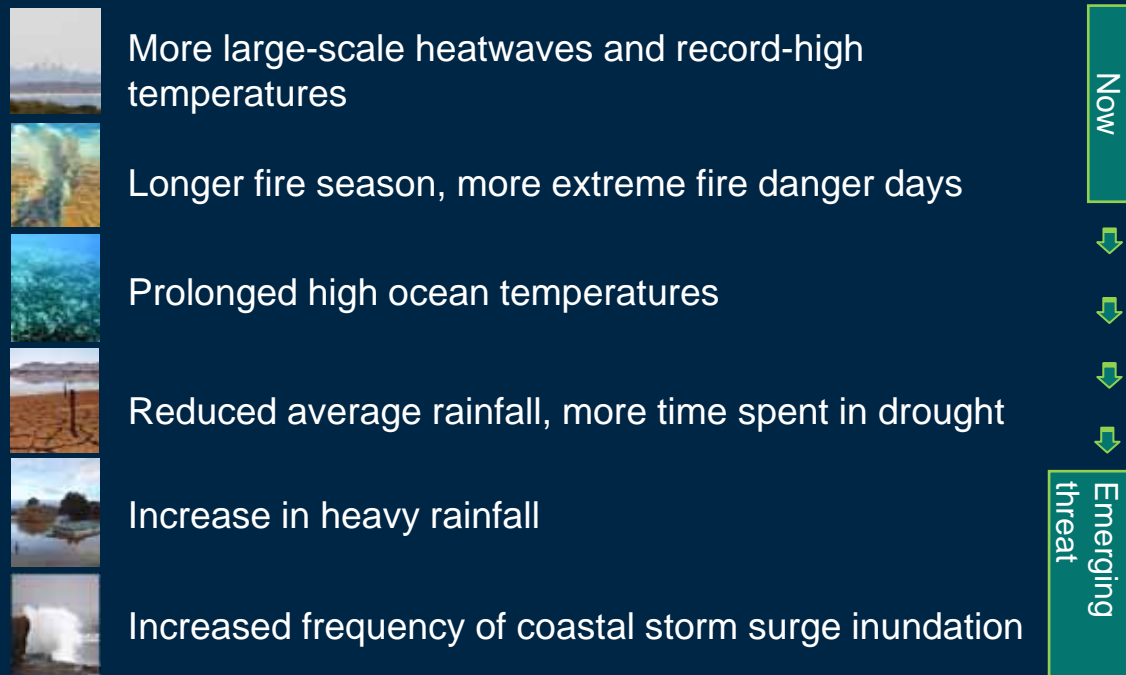 More large-scale heatwaves and record-high
temperatures
Now
Longer fire season, more extreme fire danger days
Prolonged high ocean temperatures
Reduced average rainfall, more time spent in drought
Increase in heavy rainfall
Emerging
threat
Increased frequency of coastal storm surge inundation